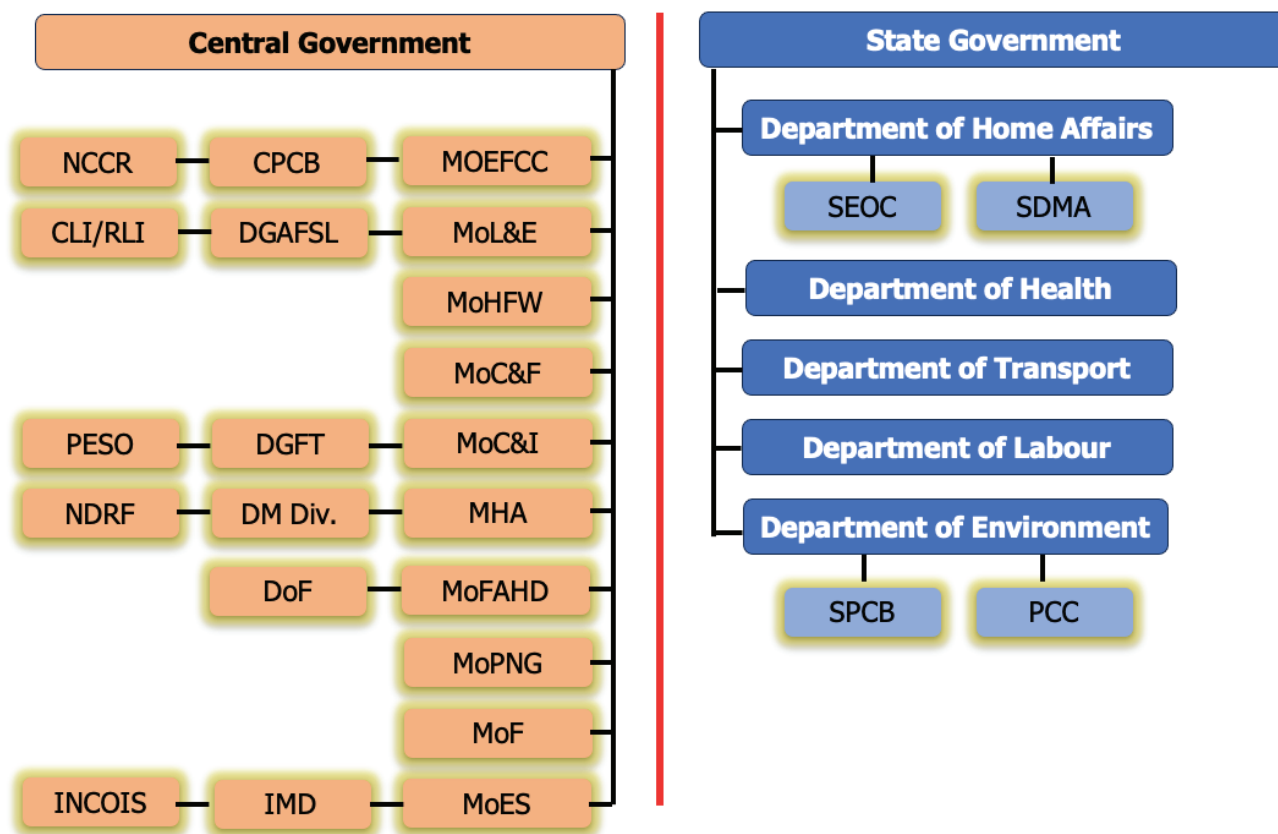 Central Government
NCCR CPCB MOEFCC
CLI/RLI DGAFSL MoL&E
MoHFW
MoC&F
PESO DGFT MoC&I
NDRF DM Div. MHA
DoF MoFAHD
MoPNG
MoF
INCOIS IMD MoES
State Government
Department of Home Affairs
SEOC SDMA
Department of Health
Department of Transport
Department of Labour
Department of Environment
SPCB PCC